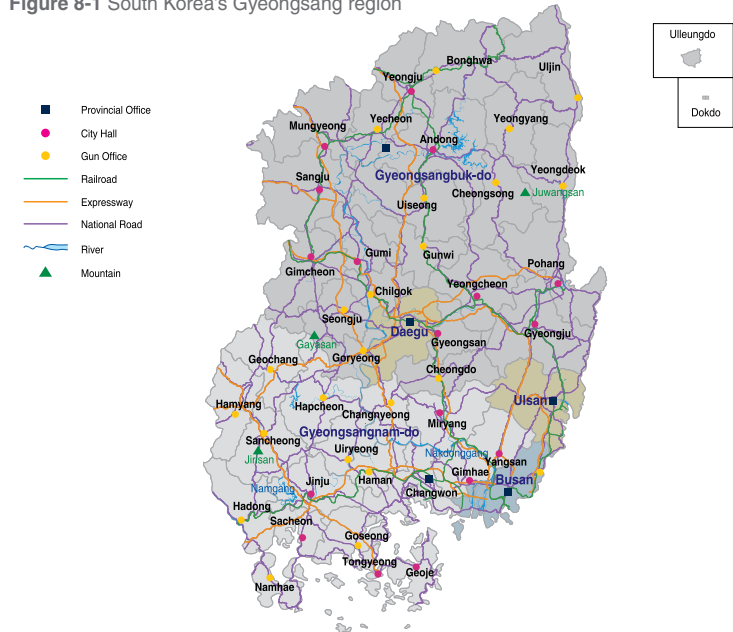 Figure 8-1 South Korea's Gyeongsang region
Ulleungdo
Dokdo
Provincial Office
City Hall
Gun Office
Railroad
Expressway
National Road
River
Mountain
Bonghwa
Uljin
Yeongju
Yecheon
Yeongyang
Mungyeong
Andong
Sangju
Gyeongsangbuk-do
Yeongdeok
Cheongsong
Juwangsan
Uiseong
Gumi
Gunwi
Pohang
Gimcheon
Yeongcheon
Chilgok
Seongju
Daegu
Gyeongju
Gayasan
Gyeongsan
Geochang
Goryeong
Cheongdo
Hamyang
Hapcheon
Changnyeong
Ulsan
Miryang
Gyeongsangnam-do
Sancheong
Uiryeong
Nakdonggang
Jirisan
Yangsan
Gimhae
Haman
Busan
Jinju
Namgang
Changwon
Hadong
Sacheon
Goseong
Tongyeong
Geoje
Namhae